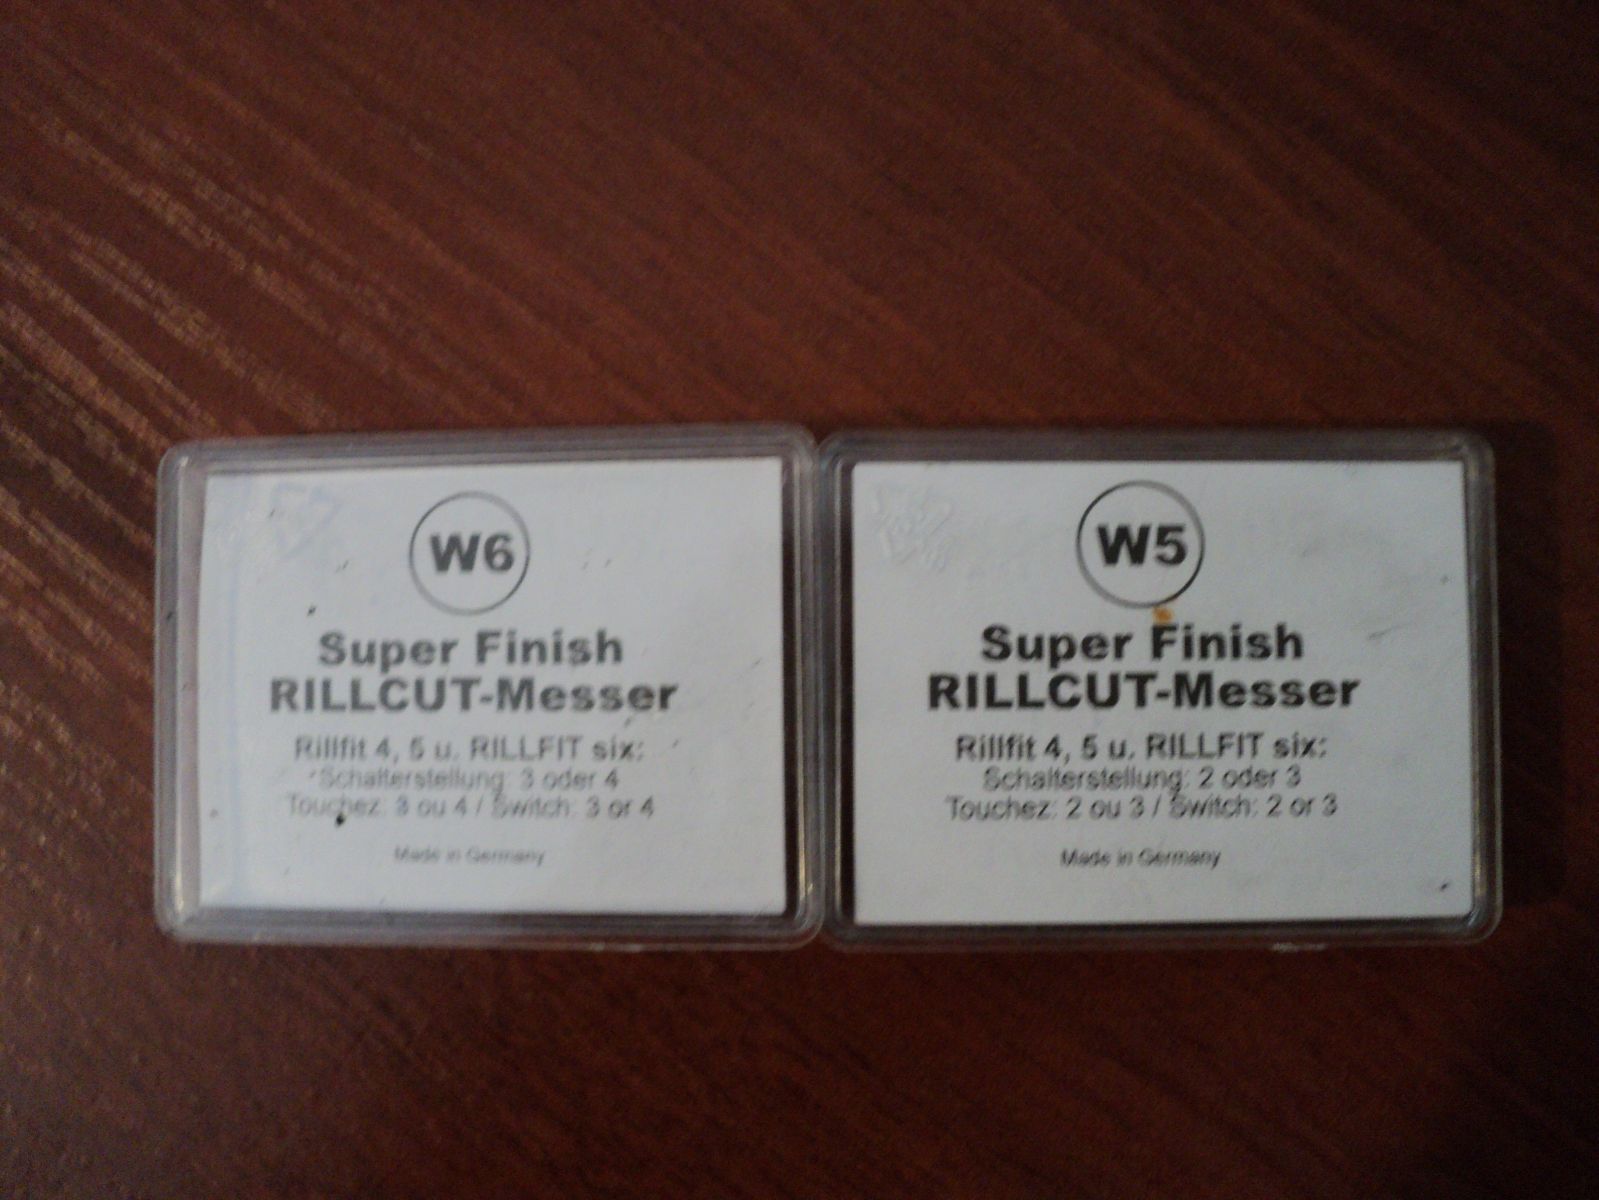 W6
Super Finish
RILLCUT-Messer
Rillfit 4, 5 u. RILLFIT six:
Schalterstellung: 3 oder 4
Touchez: 3 ou 4 / Switch: 3 or 4
Made in Germany
W5
Super Finish
RILLCUT-Messer
Rillfit 4, 5 u. RILLFIT six:
Schalterstellung: 2 oder 3
Touchez: 2 ou 3 / Switch: 2 or 3
Made in Germany